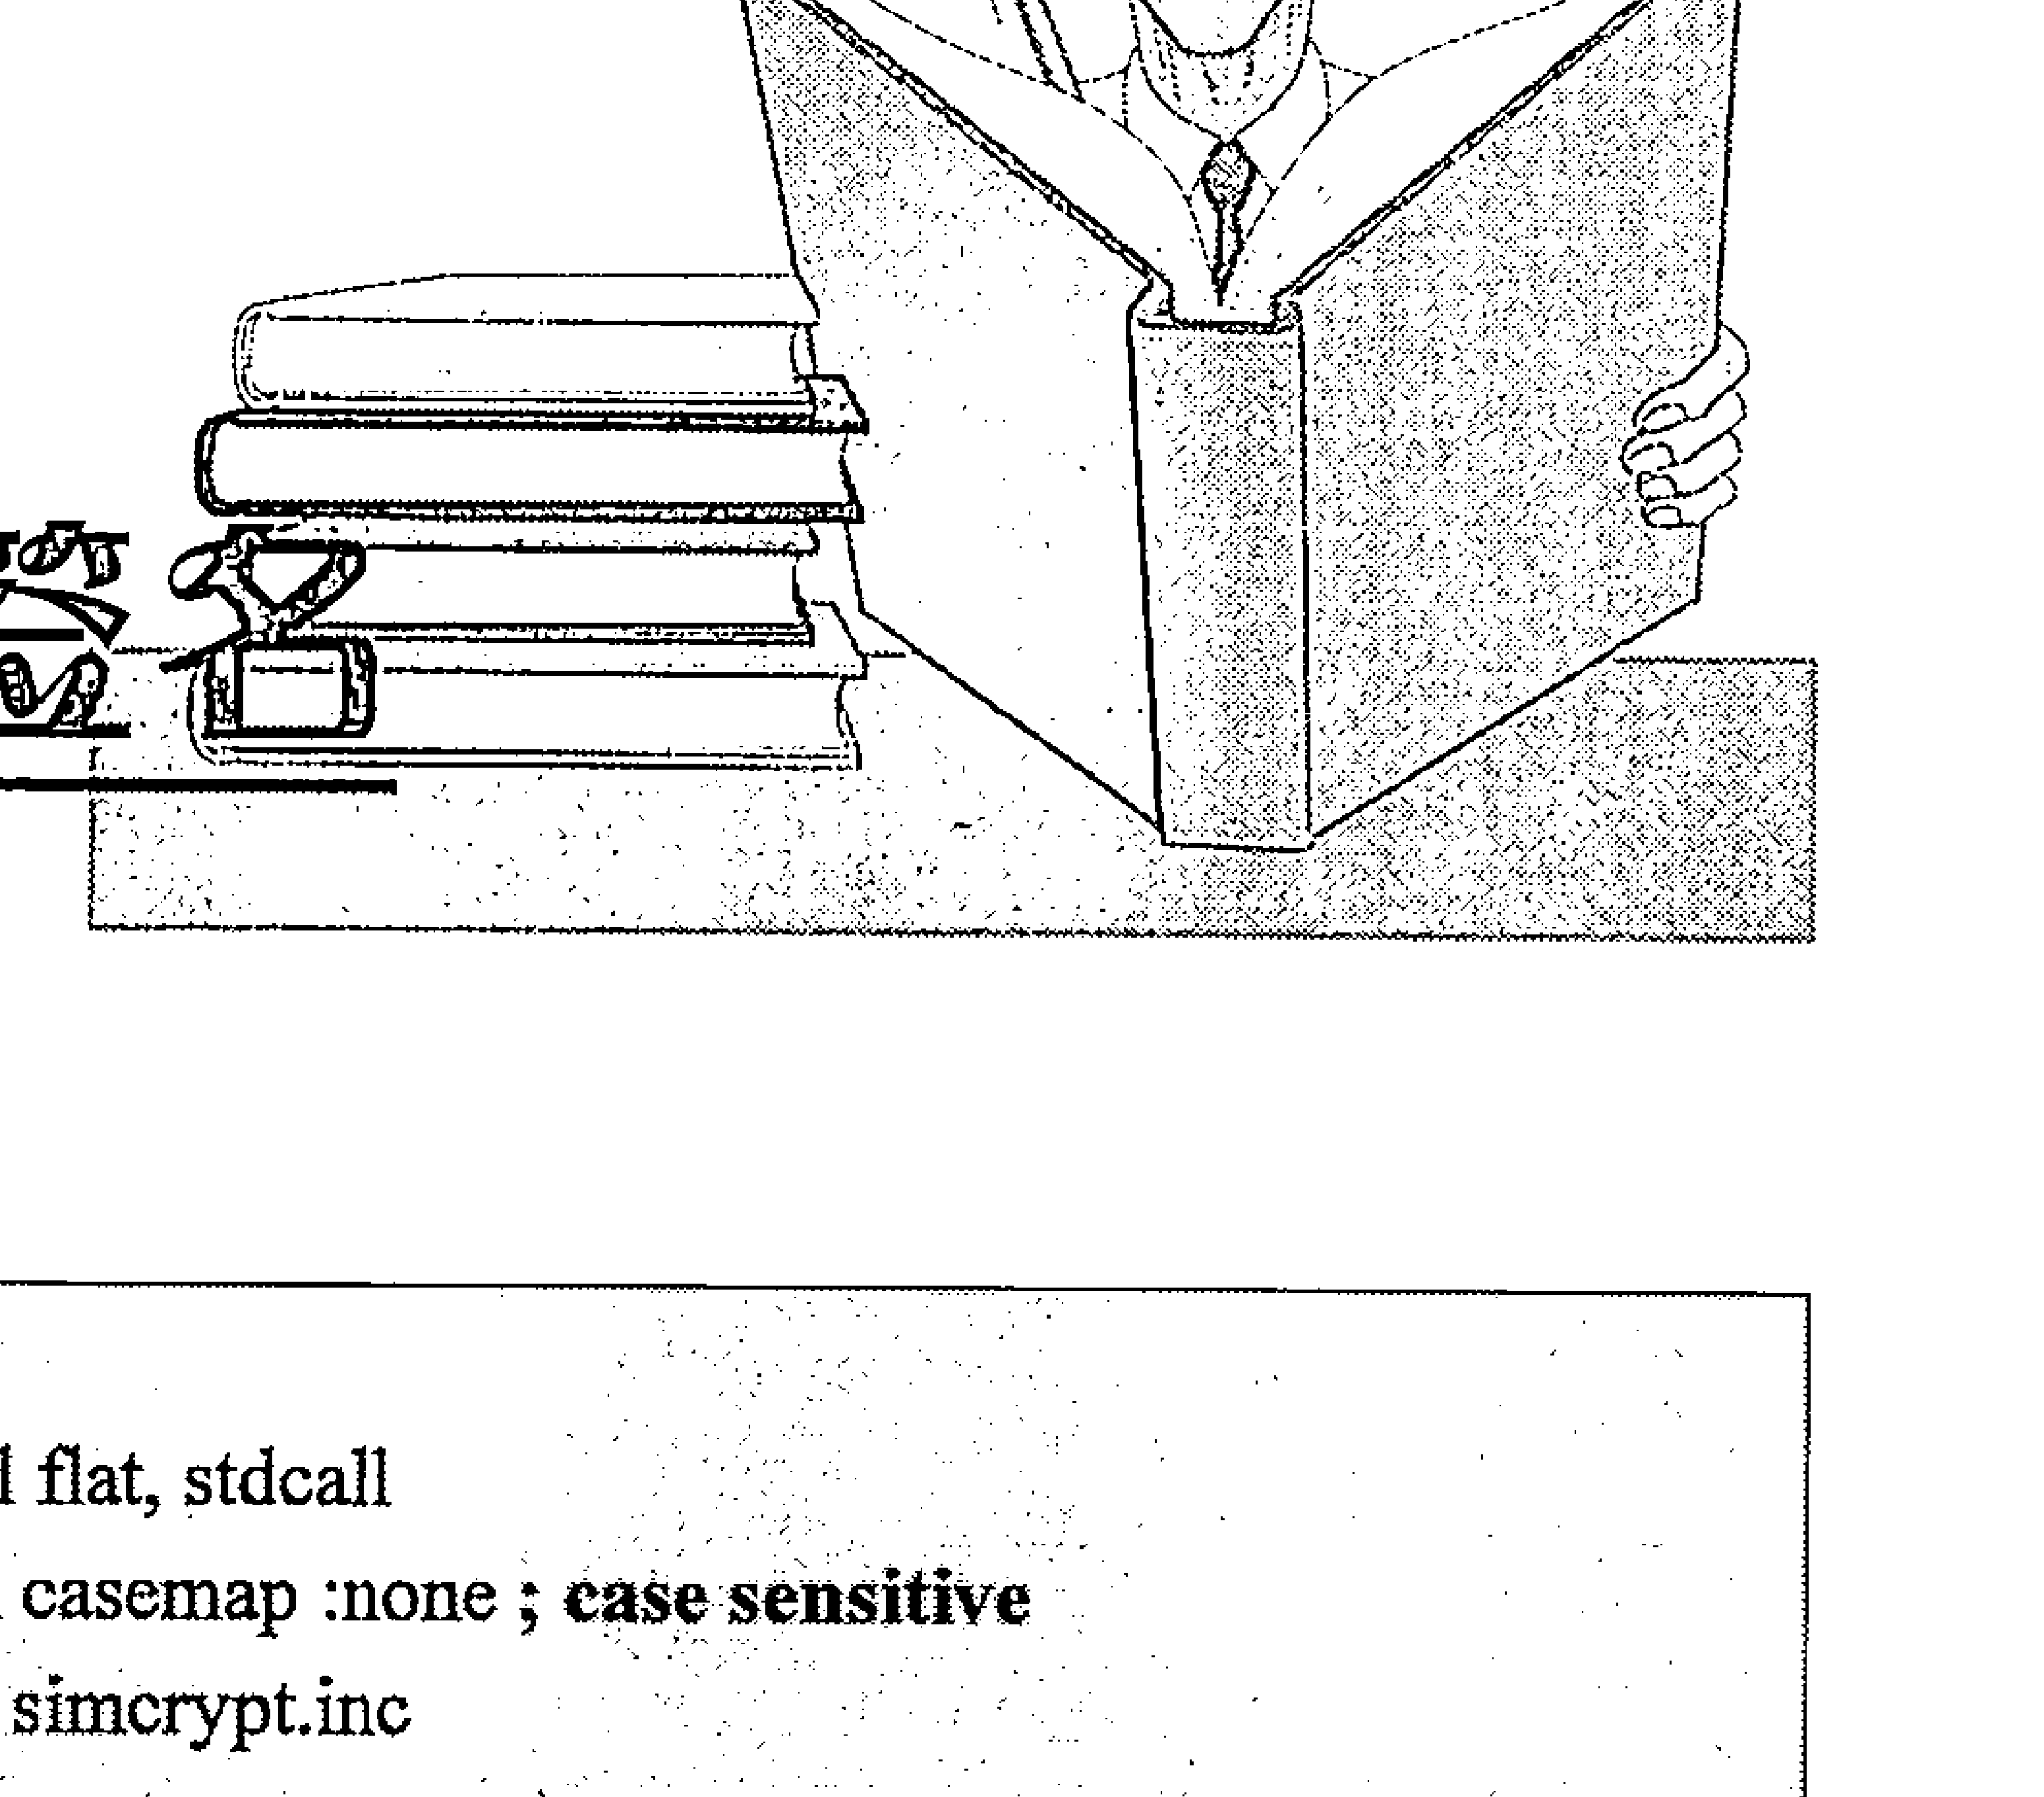 flat, stdcall
casemap :none ; case sensitive
simcrypt.inc